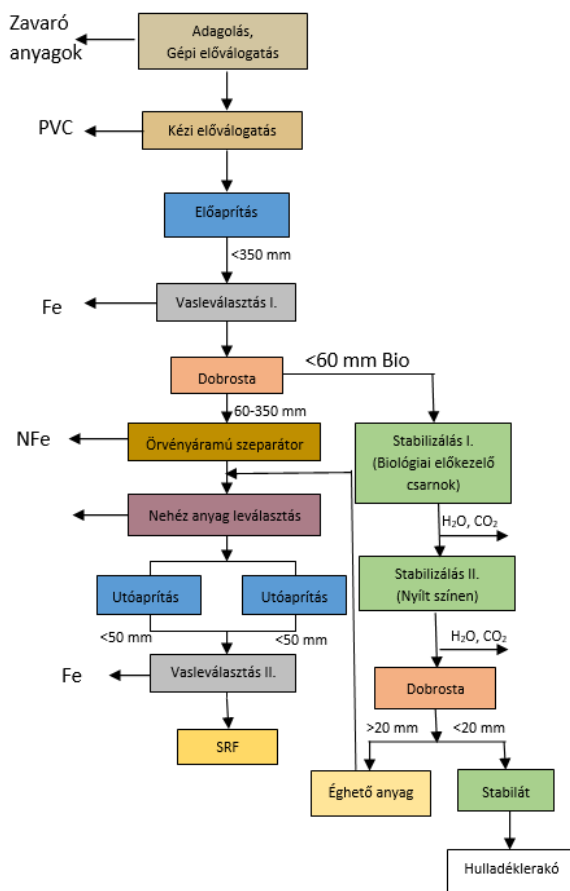 Zavaró
anyagok
Adagolás,
Gépi előválogatás
PVC
Kézi előválogatás
Előaprítás
<350 mm
Fe
Vasleválasztás I.
Dobrosta
<60 mm Bio
60-350 mm
NFe
Örvényáramú szeparátor
Stabilizálás I.
(Biológiai előkezelő
csarnok)
Nehéz anyag leválasztás
H₂O, CO₂
Utóaprítás
Utóaprítás
Stabilizálás II.
(Nyílt színen)
<50 mm
<50 mm
H₂O, CO₂
Fe
Vasleválasztás II.
Dobrosta
>20 mm
<20 mm
SRF
Éghető anyag
Stabilát
Hulladéklerakó